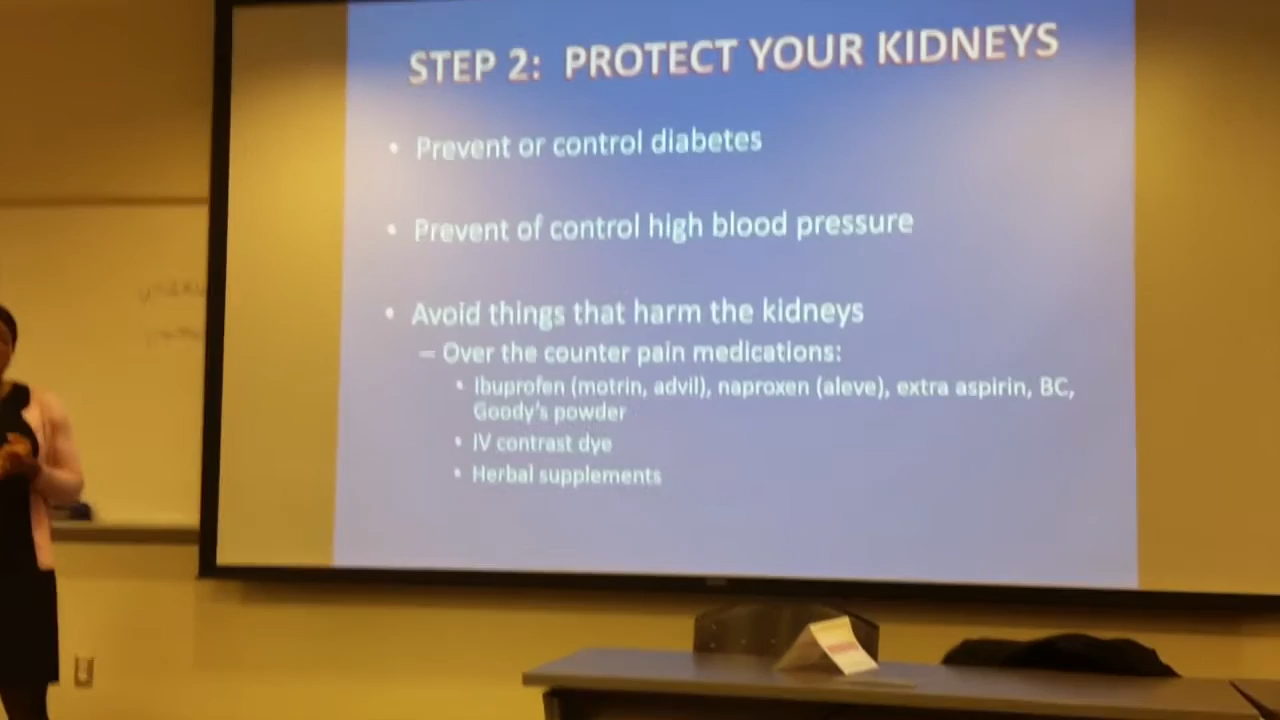 STEP 2: PROTECT YOUR KIDNEYS
• Prevent or control diabetes
• Prevent of control high blood pressure
• Avoid things that harm the kidneys
– Over the counter pain medications:
• Ibuprofen (motrin, advil), naproxen (aleve), extra aspirin, BC,
Goody's powder
• IV contrast dye
• Herbal supplements